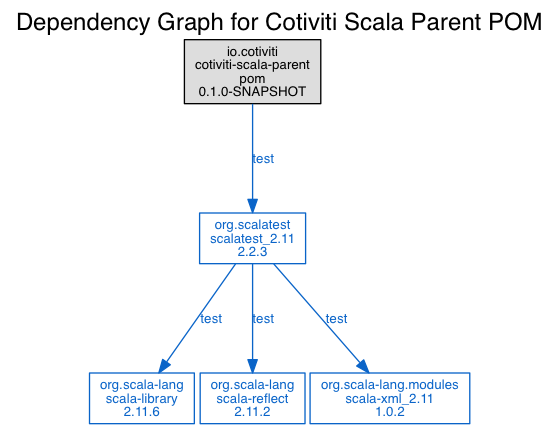 Dependency Graph for Cotiviti Scala Parent POM
io.cotiviti
cotiviti-scala-parent
pom
0.1.0-SNAPSHOT
test
org.scalatest
scalatest_2.11
2.2.3
test
test
test
org.scala-lang
scala-library
2.11.6
org.scala-lang
scala-reflect
2.11.2
org.scala-lang.modules
scala-xml_2.11
1.0.2